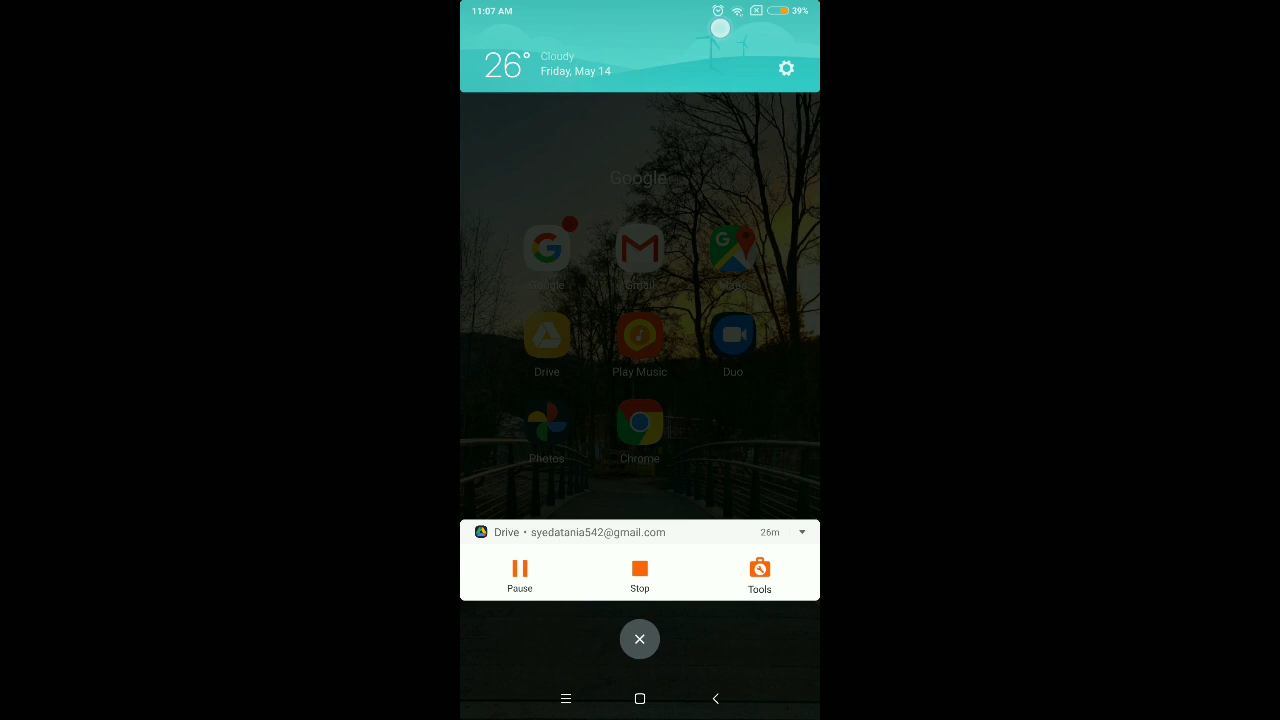 11:07 AM
39%
26°
Cloudy
Friday, May 14
Google
Google
Gmail
Maps
Drive
Play Music
Duo
Photos
Chrome
Drive • syedatania542@gmail.com
26m
Pause
Stop
Tools